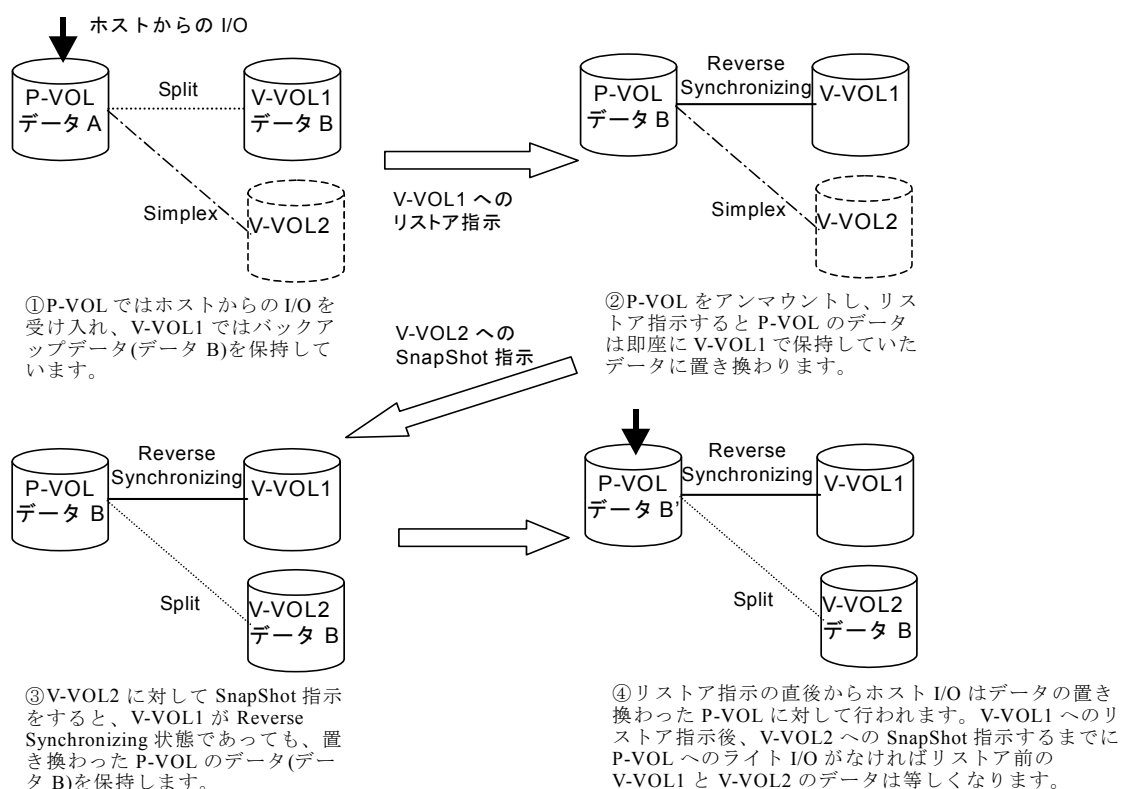 ホストからの I/O
P-VOL
データ A
Split
V-VOL1
データ B
Simplex
V-VOL2
①P-VOL ではホストからの I/O を
受け入れ、V-VOL1 ではバックア
ップデータ(データ B)を保持して
います。
V-VOL1 への
リストア指示
P-VOL
データ B
Reverse
Synchronizing
V-VOL1
Simplex
V-VOL2
②P-VOL をアンマウントし、リス
トア指示すると P-VOL のデータ
は即座に V-VOL1 で保持していた
データに置き換わります。
V-VOL2 への
SnapShot 指示
P-VOL
データ B
Reverse
Synchronizing
V-VOL1
Split
V-VOL2
データ B
③V-VOL2 に対して SnapShot 指示
をすると、V-VOL1 が Reverse
Synchronizing 状態であっても、置
き換わった P-VOL のデータ(デー
タ B)を保持します。
P-VOL
データ B’
Reverse
Synchronizing
V-VOL1
Split
V-VOL2
データ B
④リストア指示の直後からホスト I/O はデータの置き
換わった P-VOL に対して行われます。V-VOL1 へのリ
ストア指示後、V-VOL2 への SnapShot 指示するまでに
P-VOL へのライト I/O がなければリストア前の
V-VOL1 と V-VOL2 のデータは等しくなります。